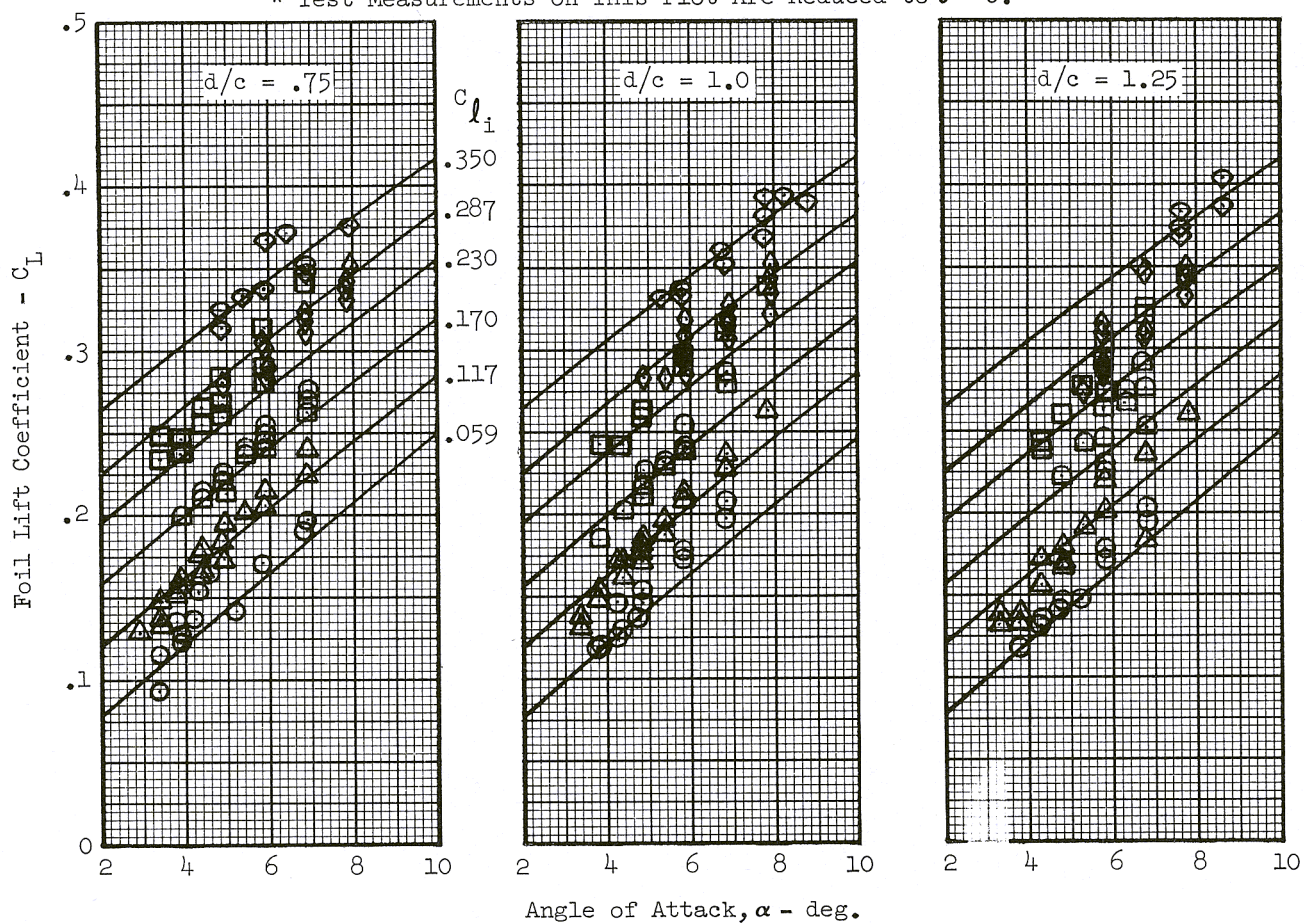 * Test Measurements on This Plot Are Reduced to
d/c = .75
d/c = 1.0
d/c = 1.25
C_ℓi
.350
.287
.230
.170
.117
.059
Foil Lift Coefficient - C_L
.5
.4
.3
.2
.1
0
2 4 6 8 10
2 4 6 8 10
2 4 6 8 10
Angle of Attack, α - deg.